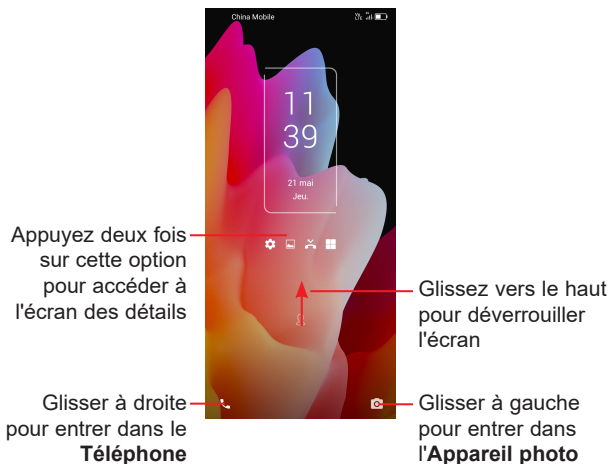 China Mobile
11
39
21 mai
Jeu.
Appuyez deux fois
sur cette option
pour accéder à
l'écran des détails
Glissez vers le haut
pour déverrouiller
l'écran
Glisser à droite
pour entrer dans le
Téléphone
Glisser à gauche
pour entrer dans
l'Appareil photo